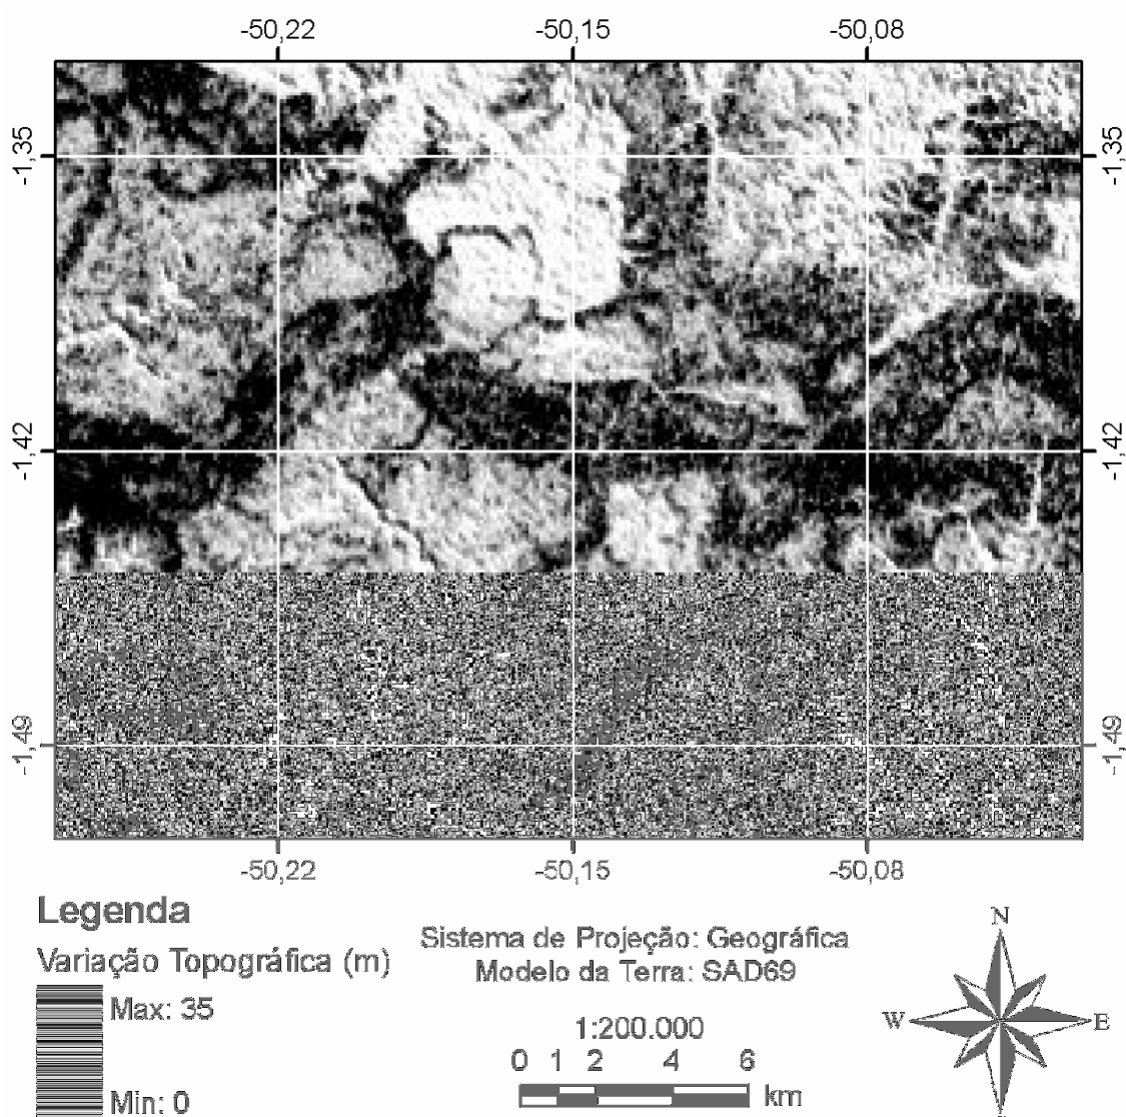 -50,22 -50,15 -50,08
-1,35 -1,35
-1,42 -1,42
-1,49 -1,49
-50,22 -50,15 -50,08
Legenda
Variação Topográfica (m)
Max: 35
Min: 0
Sistema de Projeção: Geográfica
Modelo da Terra: SAD69
1:200.000
0 1 2 4 6
km
N
W E